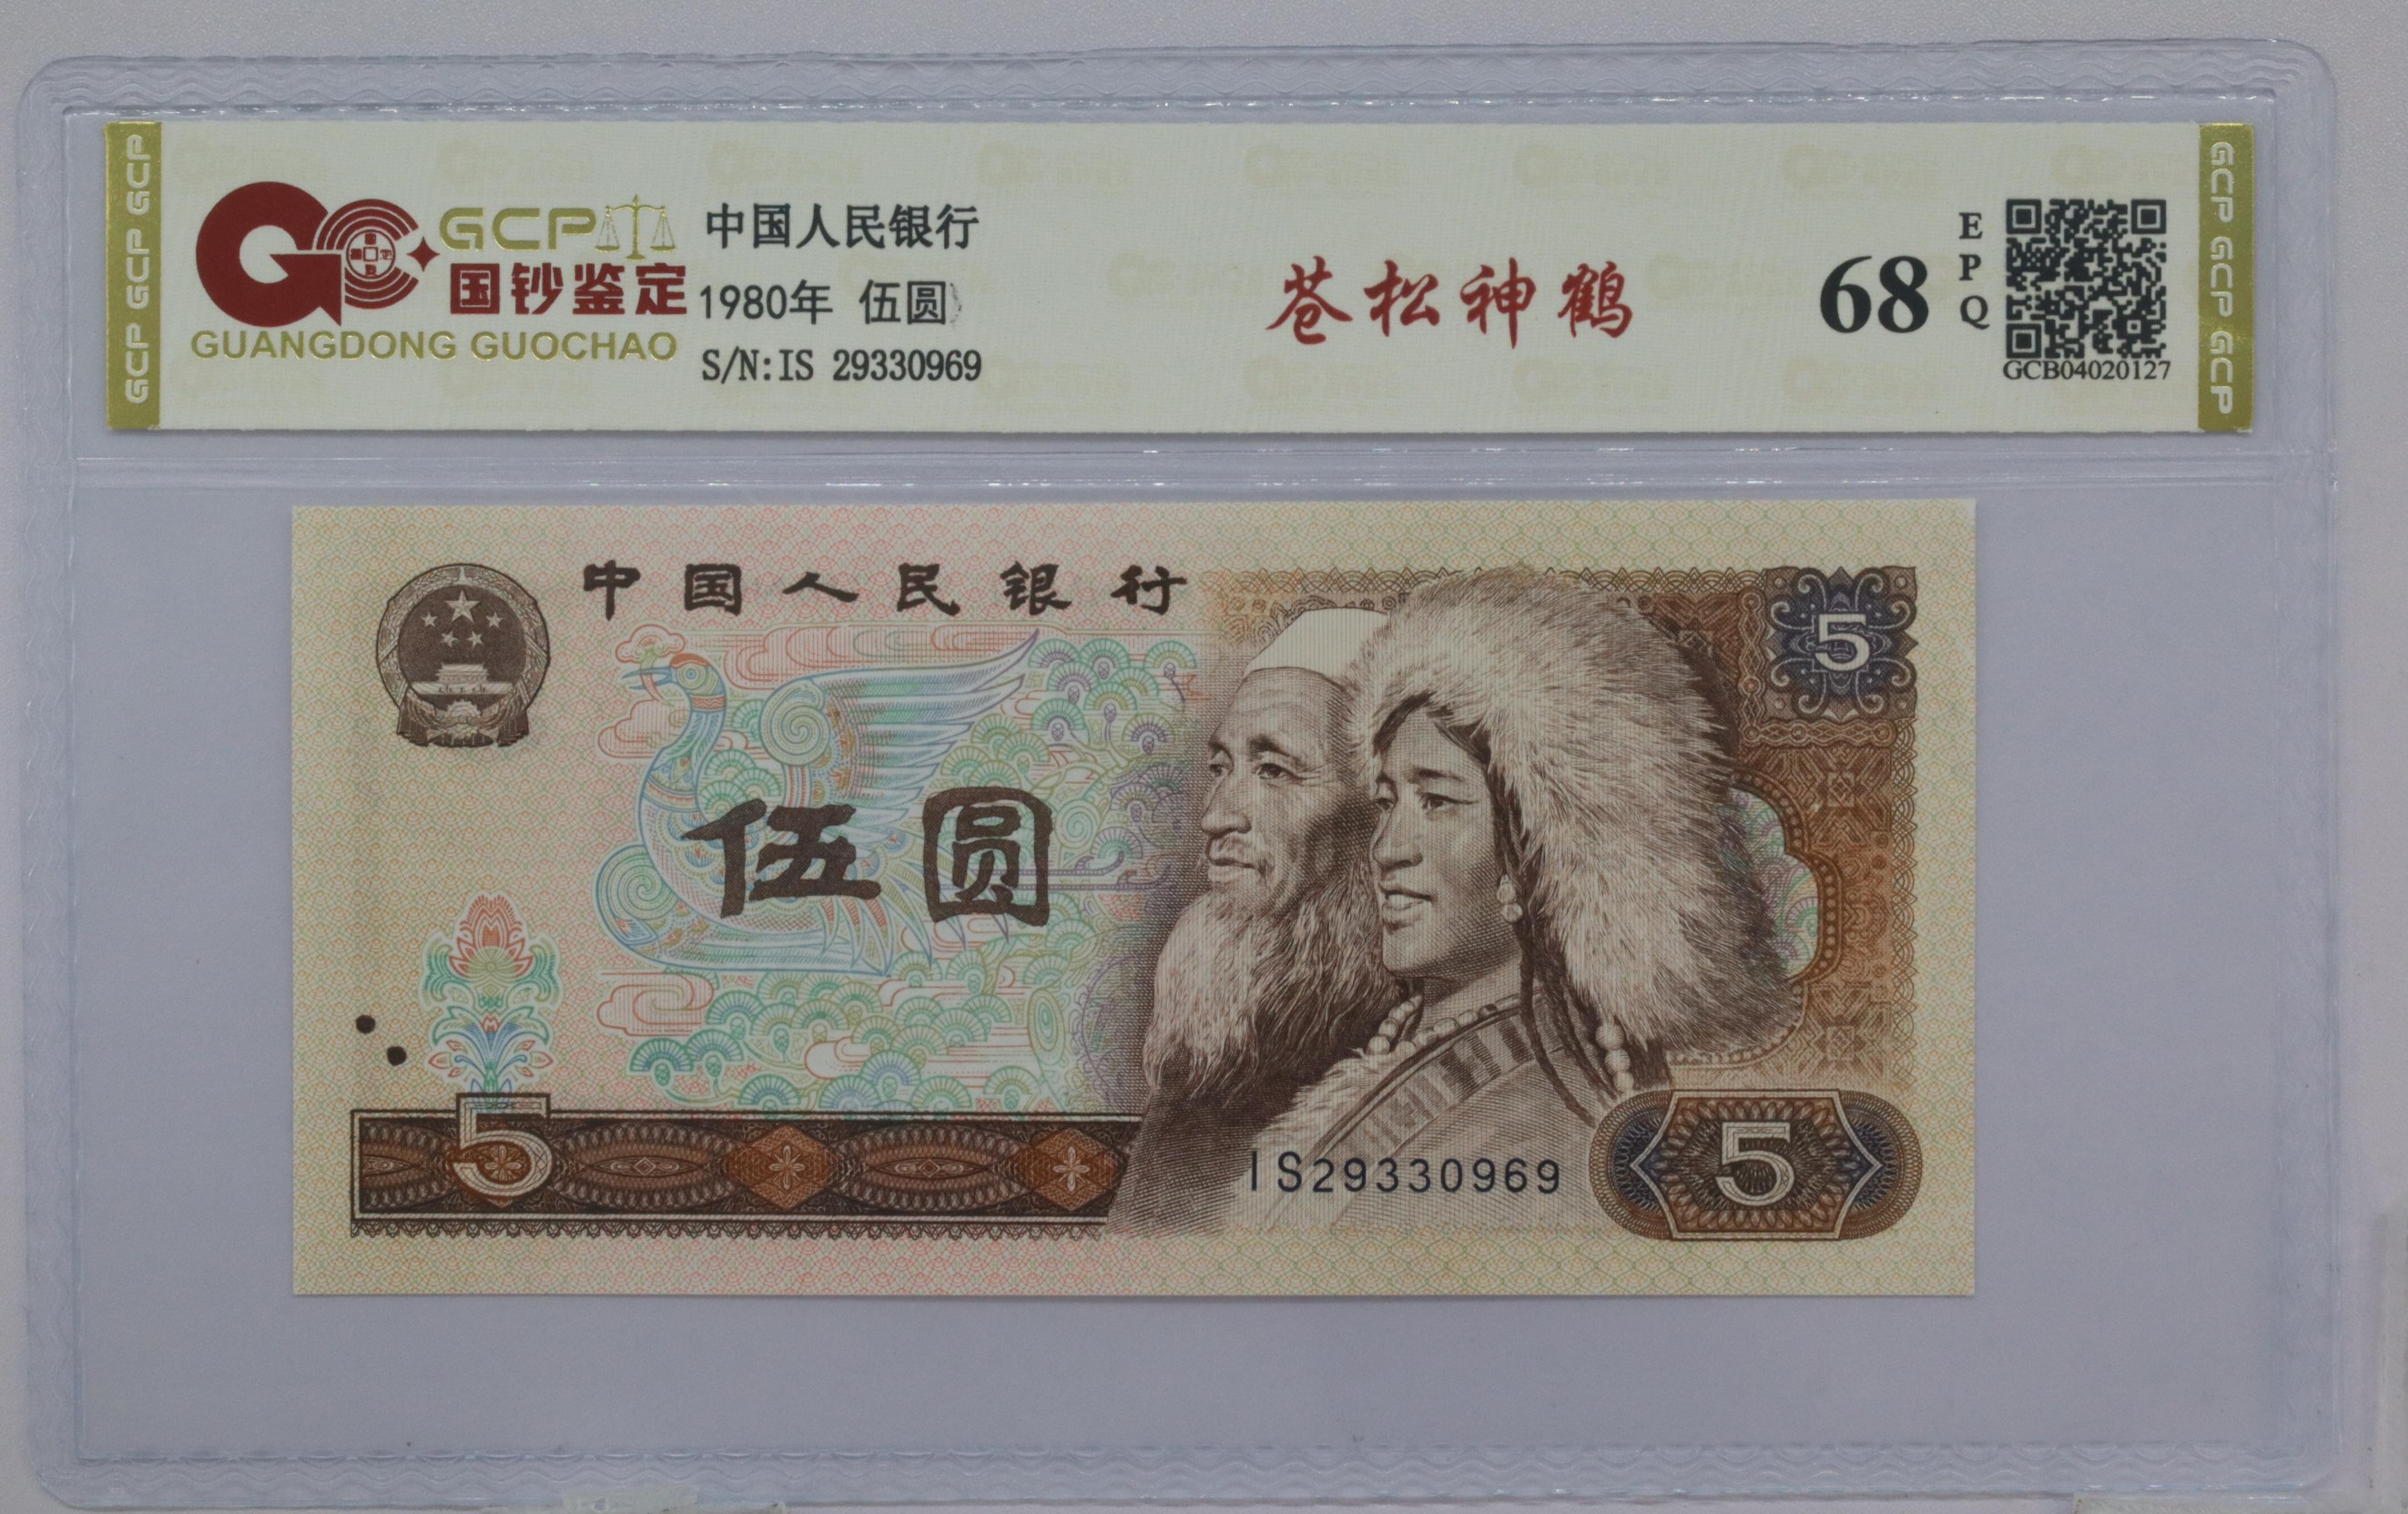 GCP GCP GCP
GCP
国钞鉴定
GUANGDONG GUOCHAO
中国人民银行
1980年 伍圆
S/N:IS 29330969
苍松神鹤
68
EPQ
GCB04020127
GCP GCP GCP
中国人民银行
5
伍圆
5
IS29330969
5